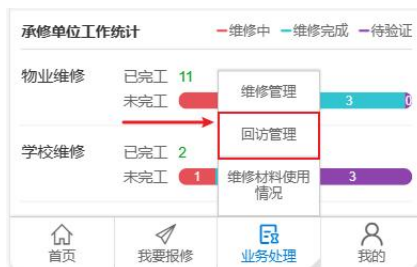 承修单位工作统计 维修中 维修完成 待验证
物业维修 已完工 11
未完工 3 0
维修管理
回访管理
学校维修 已完工 2
未完工 1 3
维修材料使用
情况
首页 我要报修 业务处理 我的